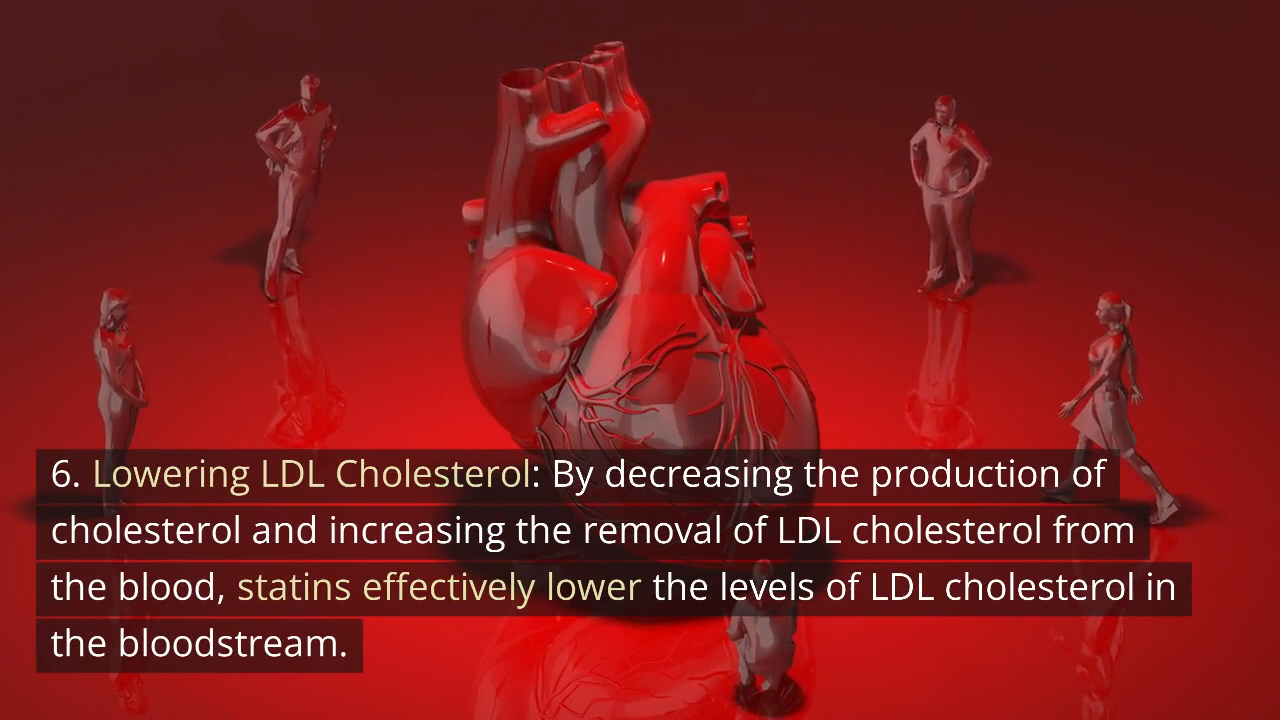 6. Lowering LDL Cholesterol: By decreasing the production of
cholesterol and increasing the removal of LDL cholesterol from
the blood, statins effectively lower the levels of LDL cholesterol in
the bloodstream.